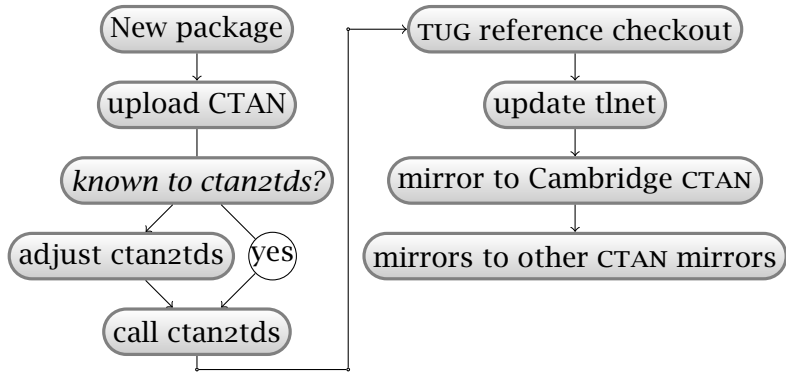 New package
upload CTAN
known to ctan2tds?
adjust ctan2tds
yes
call ctan2tds
TUG reference checkout
update tlnet
mirror to Cambridge CTAN
mirrors to other CTAN mirrors